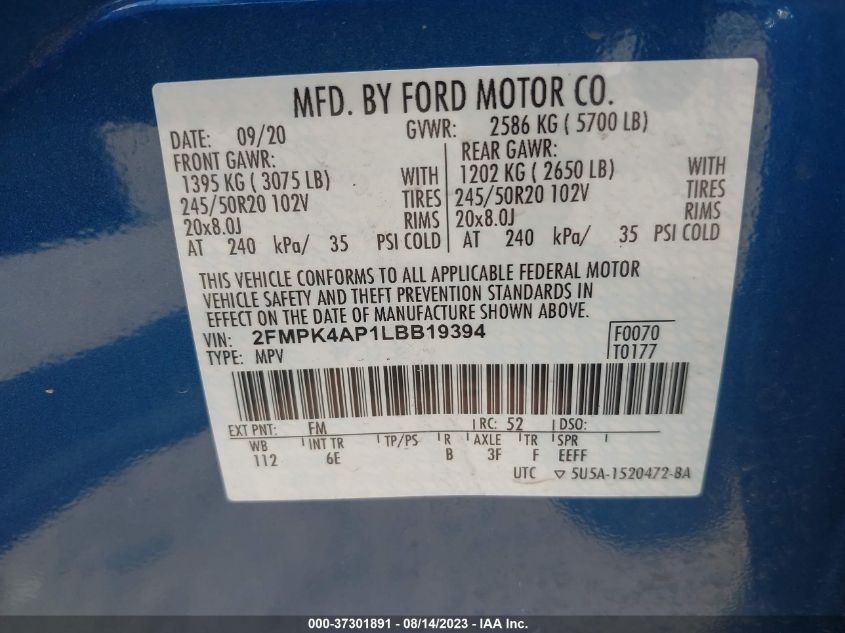 MFD. BY FORD MOTOR CO.
DATE: 09/20 GVWR: 2586 KG ( 5700 LB)
FRONT GAWR: REAR GAWR:
1395 KG ( 3075 LB) WITH 1202 KG ( 2650 LB) WITH
245/50R20 102V TIRES 245/50R20 102V TIRES
20x8.0J RIMS 20x8.0J RIMS
AT 240 kPa/ 35 PSI COLD AT 240 kPa/ 35 PSI COLD
THIS VEHICLE CONFORMS TO ALL APPLICABLE FEDERAL MOTOR
VEHICLE SAFETY AND THEFT PREVENTION STANDARDS IN
EFFECT ON THE DATE OF MANUFACTURE SHOWN ABOVE.
VIN: 2FMPK4AP1LBB19394 F0070
TYPE: MPV T0177
EXT PNT: FM RC: 52 DSO:
WB INT TR TP/PS R AXLE TR SPR
112 6E B 3F F EEFF
UTC ▽ 5U5A-1520472-BA
000-37301891 - 08/14/2023 - IAA Inc.